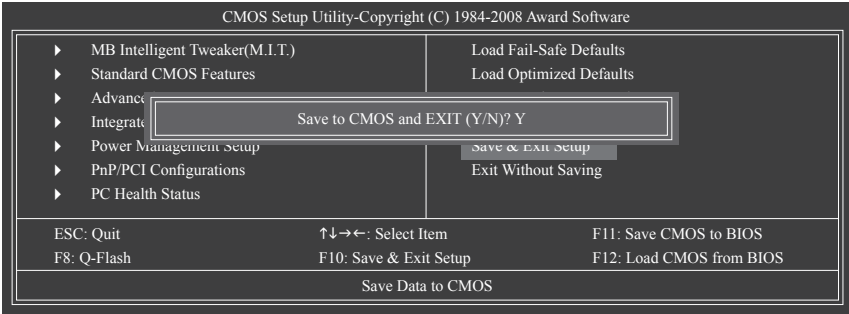 CMOS Setup Utility-Copyright (C) 1984-2008 Award Software
MB Intelligent Tweaker(M.I.T.)
Standard CMOS Features
Power Management Setup
PnP/PCI Configurations
PC Health Status
Load Fail-Safe Defaults
Load Optimized Defaults
Save & Exit Setup
Exit Without Saving
Save to CMOS and EXIT (Y/N)? Y
ESC: Quit ↑↓→←: Select Item F11: Save CMOS to BIOS
F8: Q-Flash F10: Save & Exit Setup F12: Load CMOS from BIOS
Save Data to CMOS